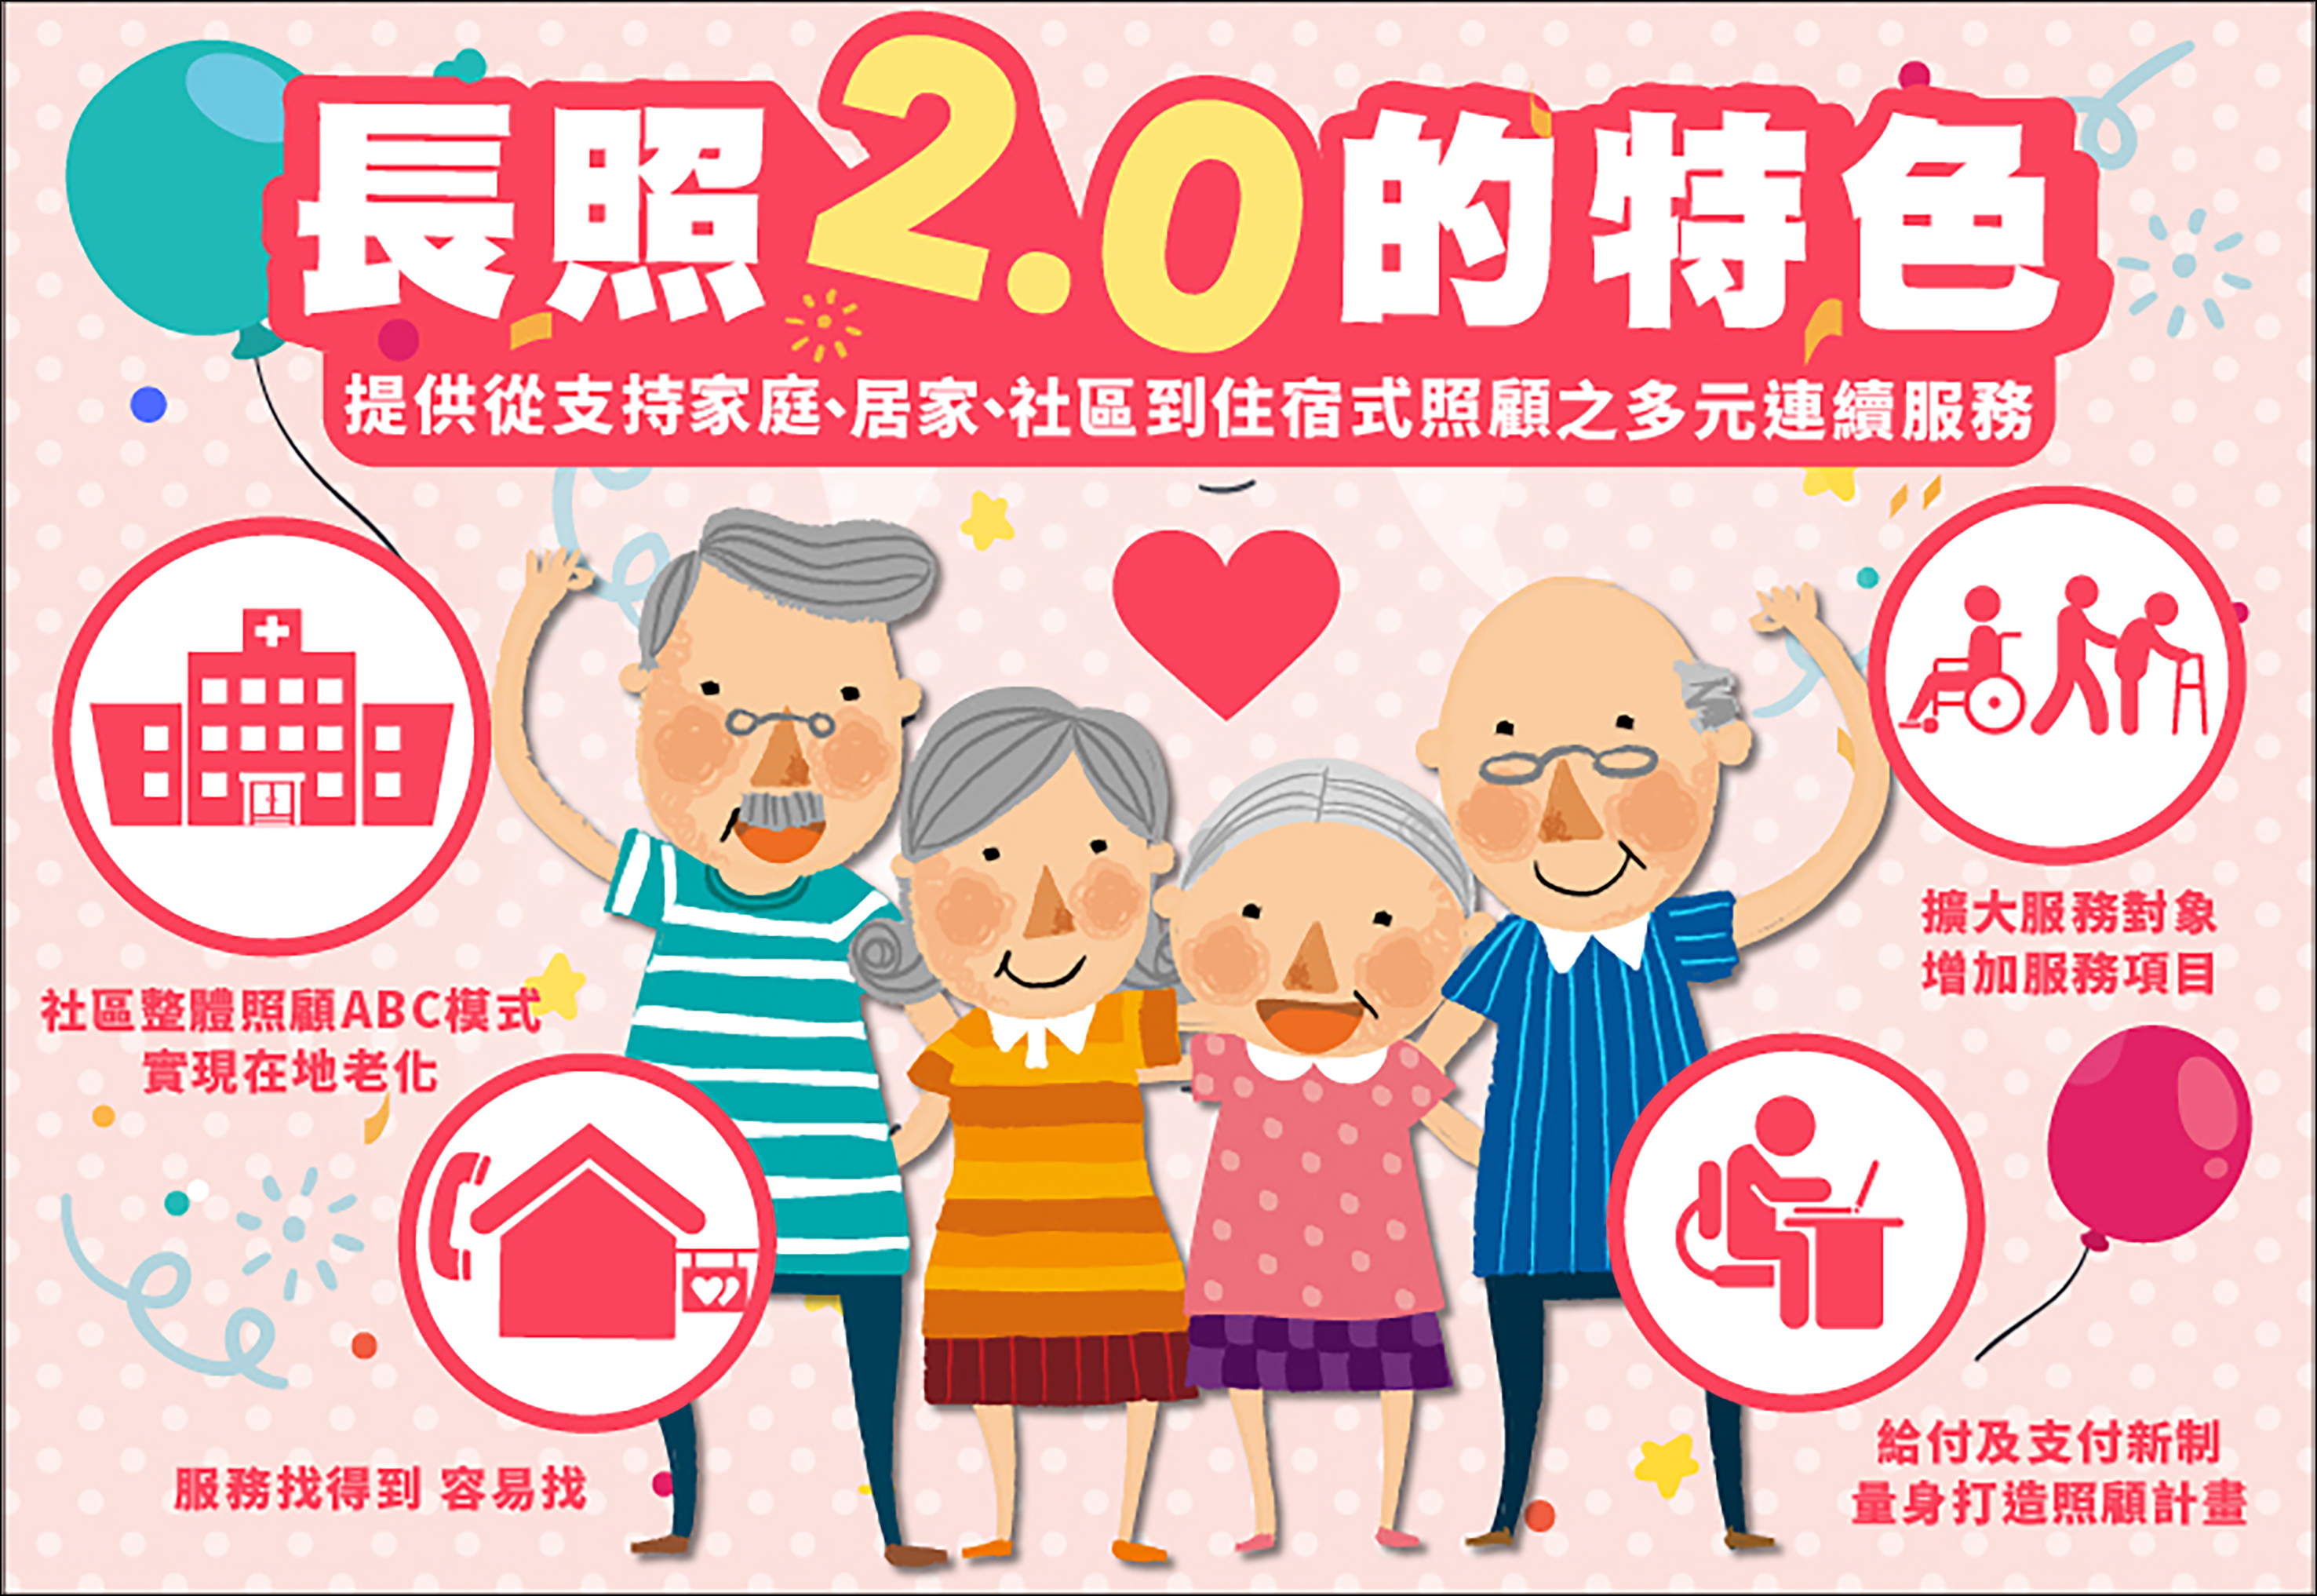 長照2.0的特色
提供從支持家庭、居家、社區到住宿式照顧之多元連續服務
社區整體照顧ABC模式
實現在地老化
擴大服務對象
增加服務項目
服務找得到 容易找
給付及支付新制
量身打造照顧計畫